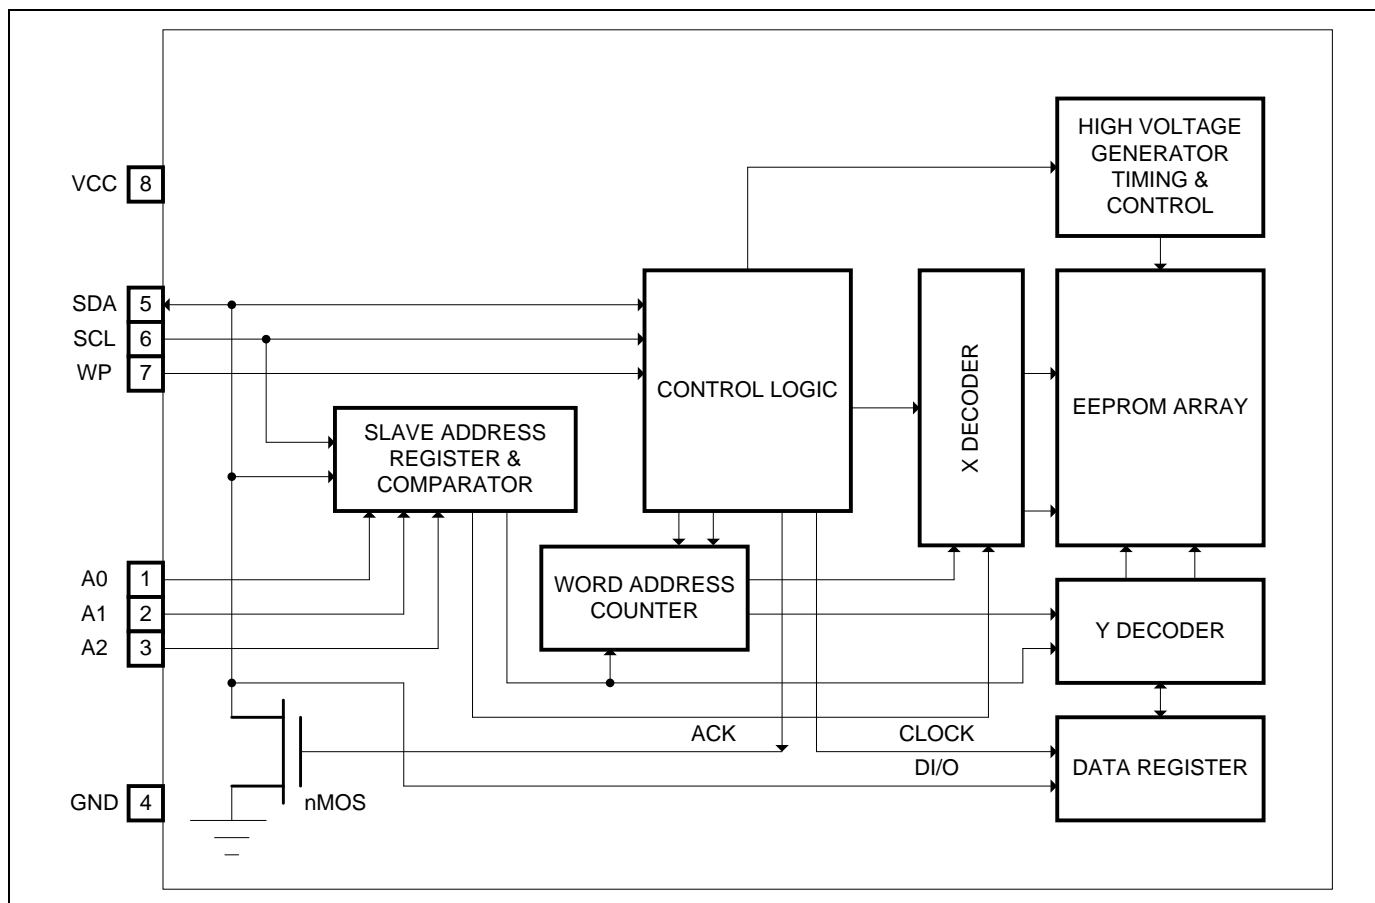 HIGH VOLTAGE
GENERATOR
TIMING &
CONTROL
VCC 8
SDA 5
SCL 6
WP 7
CONTROL LOGIC
X DECODER
EEPROM ARRAY
SLAVE ADDRESS
REGISTER &
COMPARATOR
A0 1
A1 2
A2 3
WORD ADDRESS
COUNTER
Y DECODER
ACK
CLOCK
DI/O
DATA REGISTER
GND 4
nMOS